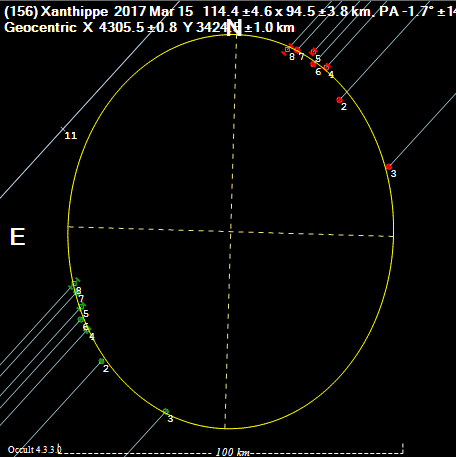 (156) Xanthippe 2017 Mar 15 114.4 ±4.6 x 94.5 ±3.8 km, PA -1.7° ±14
Geocentric X 4305.5 ±0.8 Y 3424. ±1.0 km
N
8 7 5
6 4
2
11
3
E
8
7
5
6
4
2
3
Occult 4.3.3.0
100 km